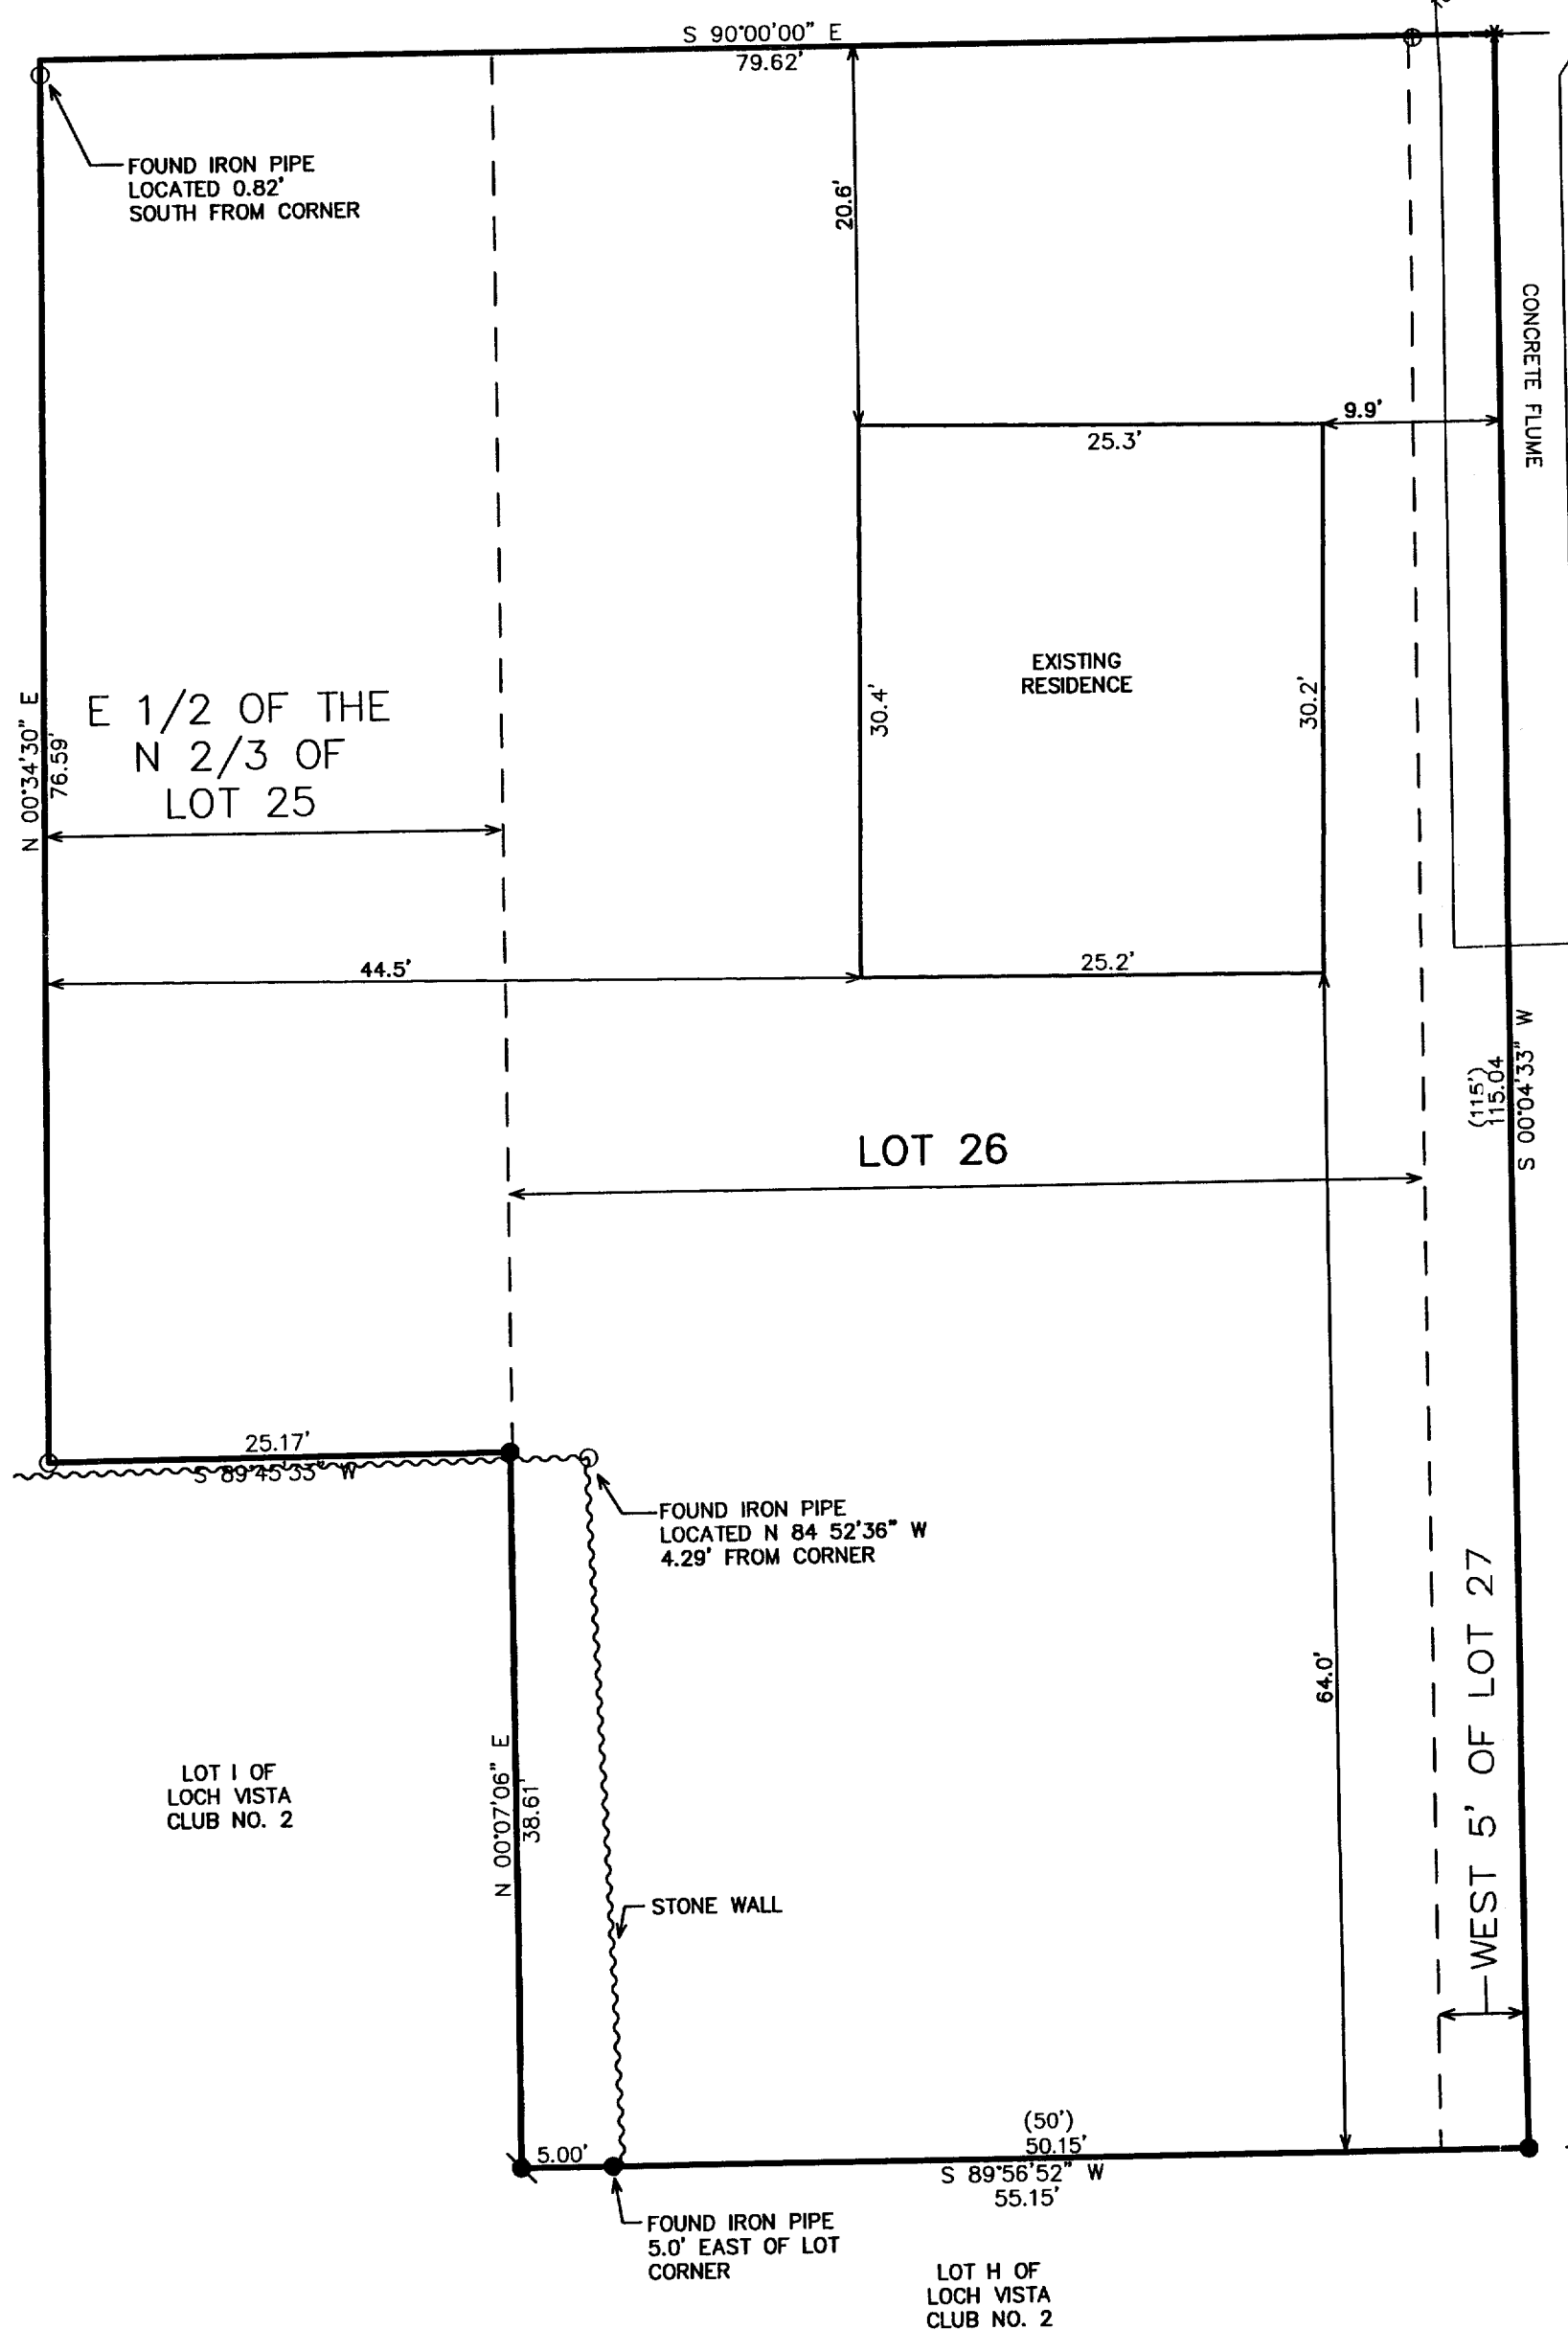 S 90°00'00" E
79.62'
FOUND IRON PIPE
LOCATED 0.82'
SOUTH FROM CORNER
20.6'
CONCRETE FLUME
9.9'
25.3'
EXISTING
RESIDENCE
30.4'
30.2'
N 00°34'30" E
76.59'
E 1/2 OF THE
N 2/3 OF
LOT 25
44.5'
25.2'
(115')
115.04
S 00°04'33" W
LOT 26
25.17'
S 89°45'33" W
FOUND IRON PIPE
LOCATED N 84 52'36" W
4.29' FROM CORNER
WEST 5' OF LOT 27
64.0'
LOT I OF
LOCH VISTA
CLUB NO. 2
N 00°07'06" E
38.61'
STONE WALL
5.00'
(50')
50.15'
S 89°56'52" W
55.15'
FOUND IRON PIPE
5.0' EAST OF LOT
CORNER
LOT H OF
LOCH VISTA
CLUB NO. 2